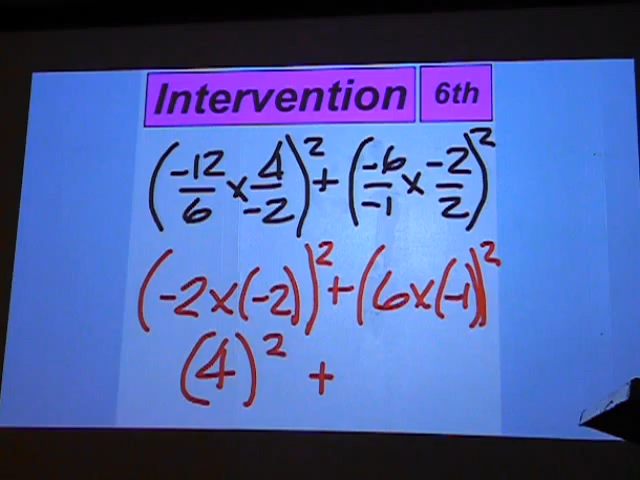 Intervention 6th
(-12/6 x 4/-2)² + (-6/-1 x -2/2)²
(-2x(-2))² + (6x(-1))²
(4)² +